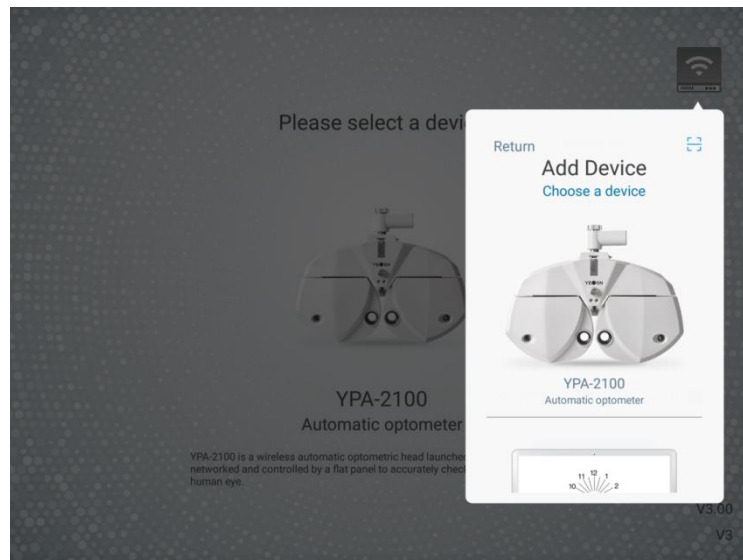 Please select a devi
YPA-2100
Automatic optometer
YPA-2100 is a wireless automatic optometric head launche
networked and controlled by a flat panel to accurately chec
human eye.
Return
Add Device
Choose a device
YPA-2100
Automatic optometer
11 12 1
10 2
V3.00
V3